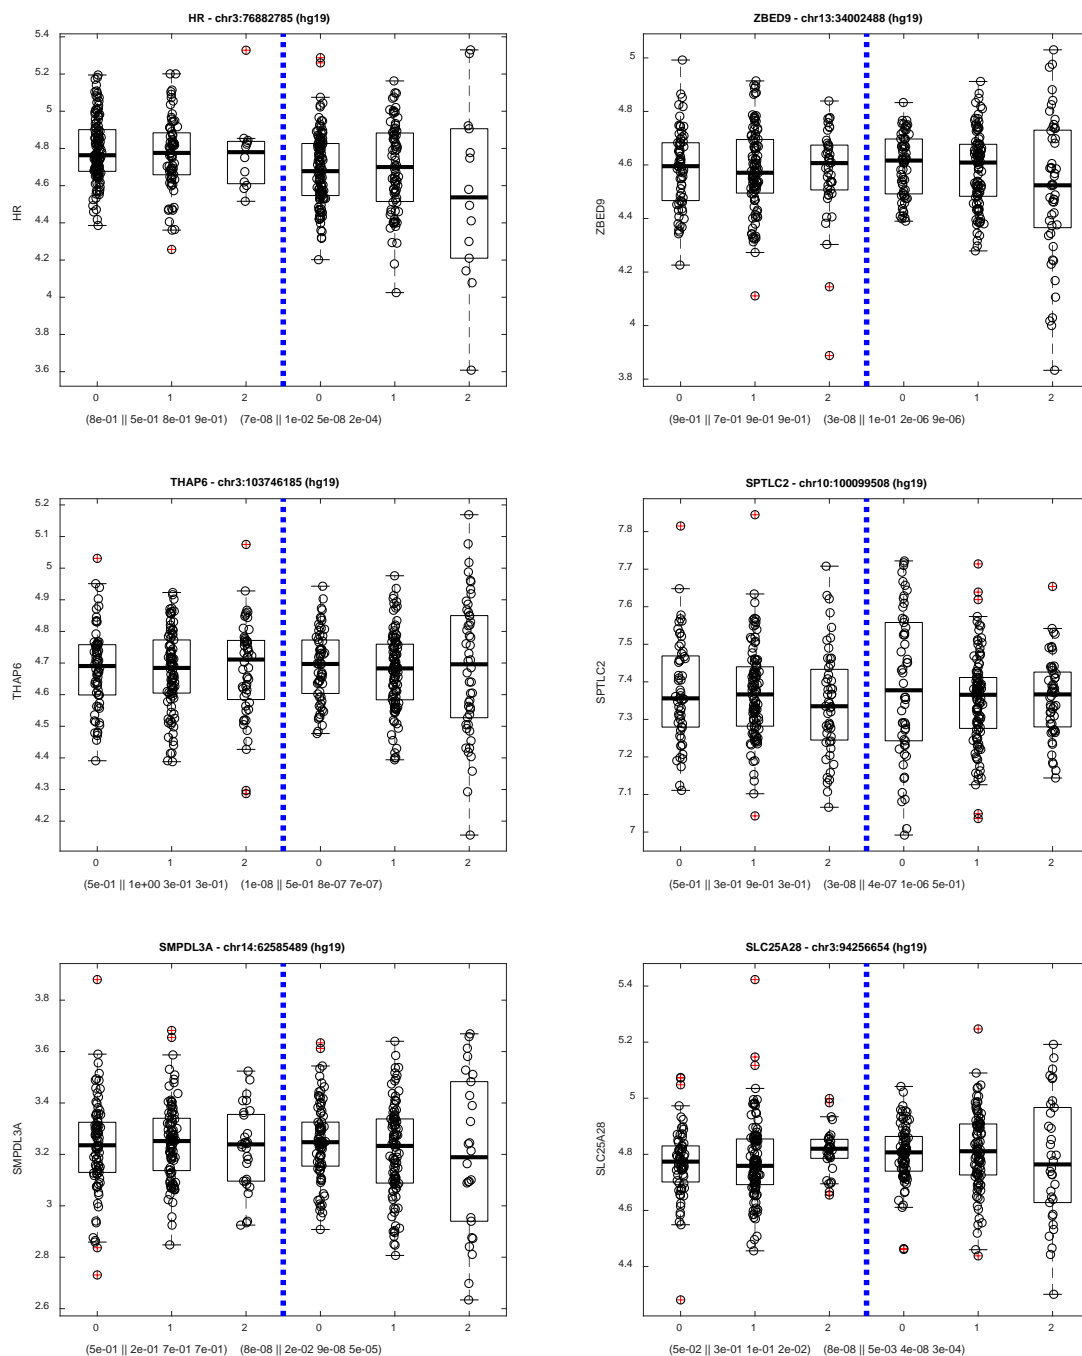 HR - chr3:76882785 (hg19)
5.4
5.2
5
4.8
4.6
4.4
4.2
4
3.8
3.6
HR
0 1 2 0 1 2
(8e-01 || 5e-01 8e-01 9e-01) (7e-08 || 1e-02 5e-08 2e-04)
ZBED9 - chr13:34002488 (hg19)
5
4.8
4.6
4.4
4.2
4
3.8
ZBED9
0 1 2 0 1 2
(9e-01 || 7e-01 9e-01 9e-01) (3e-08 || 1e-01 2e-06 9e-06)
THAP6 - chr3:103746185 (hg19)
5.2
5.1
5
4.9
4.8
4.7
4.6
4.5
4.4
4.3
4.2
THAP6
0 1 2 0 1 2
(5e-01 || 1e+00 3e-01 3e-01) (1e-08 || 5e-01 8e-07 7e-07)
SPTLC2 - chr10:100099508 (hg19)
7.8
7.7
7.6
7.5
7.4
7.3
7.2
7.1
7
SPTLC2
0 1 2 0 1 2
(5e-01 || 3e-01 9e-01 3e-01) (3e-08 || 4e-07 1e-06 5e-01)
SMPDL3A - chr14:62585489 (hg19)
3.8
3.6
3.4
3.2
3
2.8
2.6
SMPDL3A
0 1 2 0 1 2
(5e-01 || 2e-01 7e-01 7e-01) (8e-08 || 2e-02 9e-08 5e-05)
SLC25A28 - chr3:94256654 (hg19)
5.4
5.2
5
4.8
4.6
4.4
SLC25A28
0 1 2 0 1 2
(5e-02 || 3e-01 1e-01 2e-02) (8e-08 || 5e-03 4e-08 3e-04)